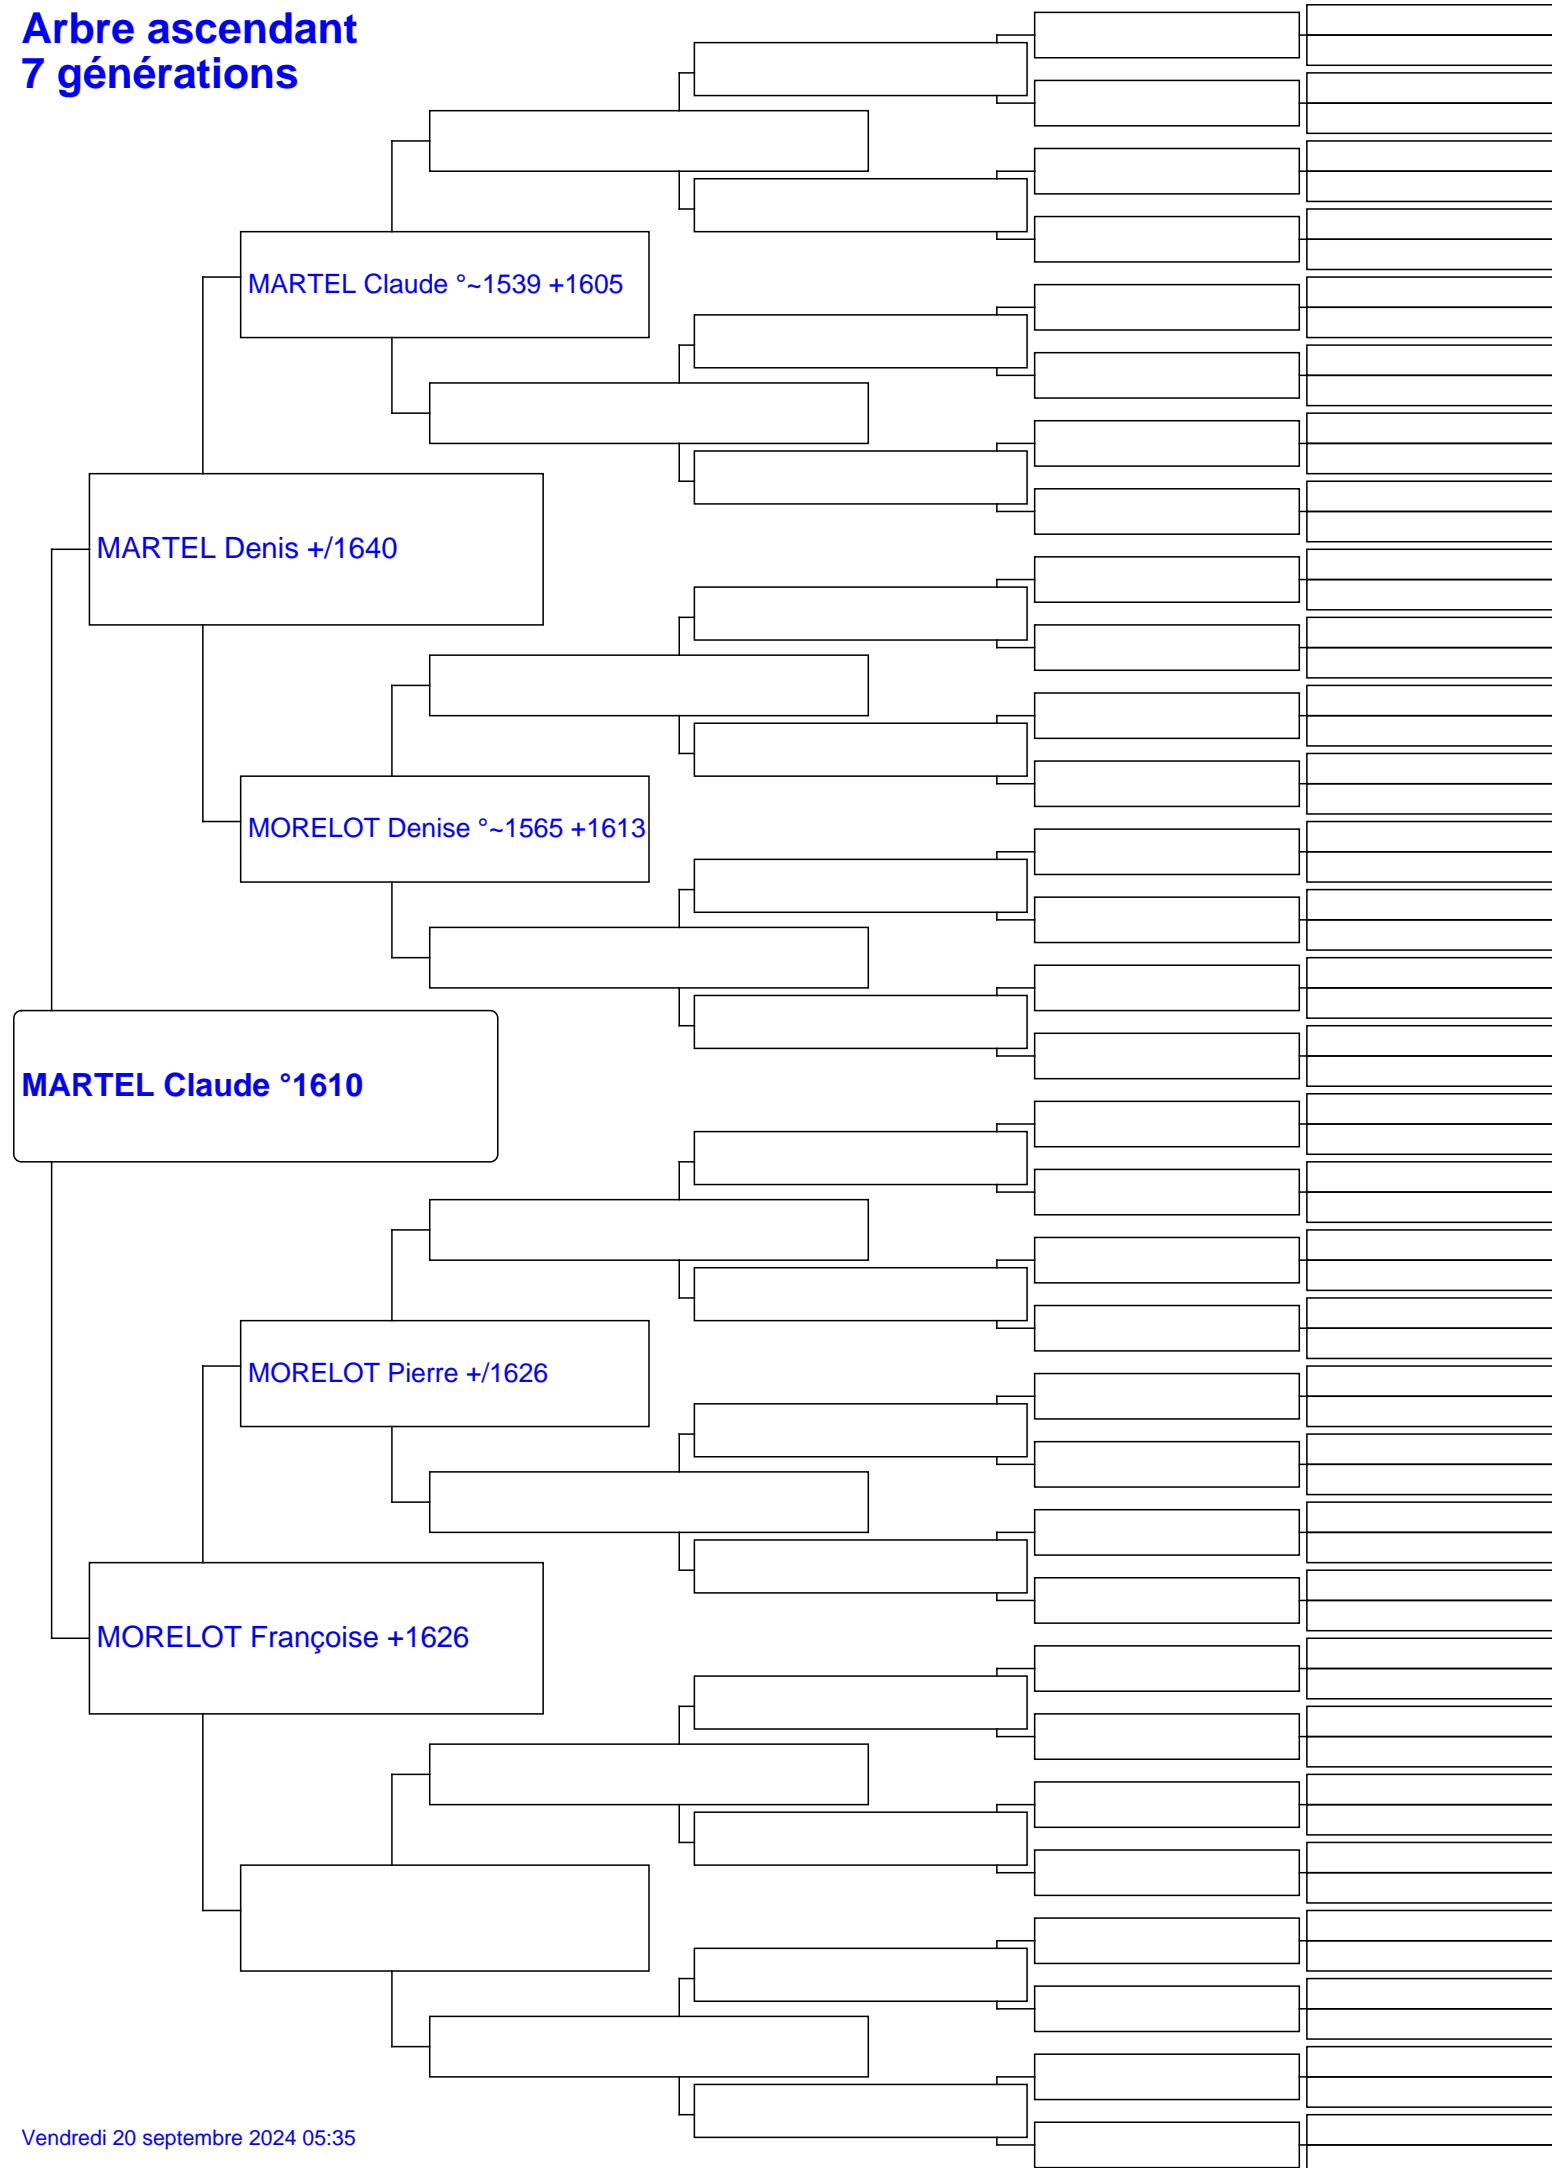 Arbre ascendant
7 générations
MARTEL Claude °~1539 +1605
MARTEL Denis +/1640
MORELOT Denise °~1565 +1613
MARTEL Claude °1610
MORELOT Pierre +/1626
MORELOT Françoise +1626
Vendredi 20 septembre 2024 05:35